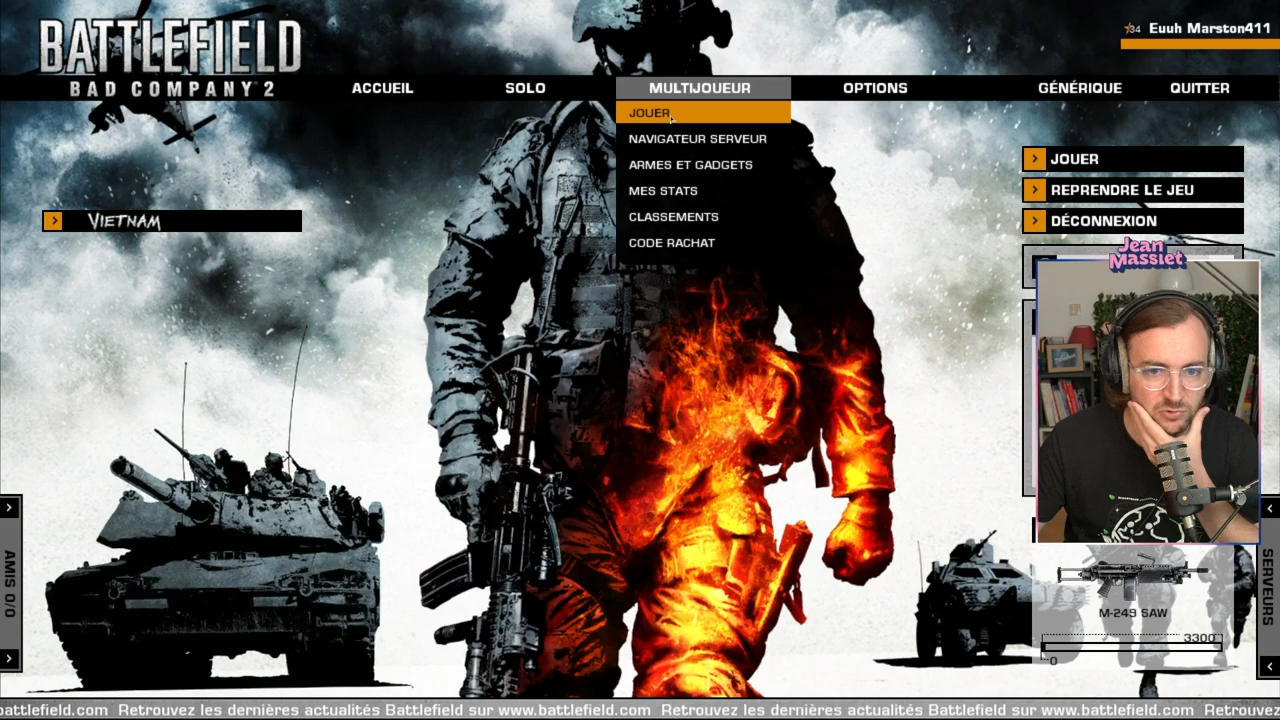 BATTLEFIELD
BAD COMPANY 2
34 Euuh Marston411
ACCUEIL SOLO MULTIJOUEUR OPTIONS GÉNÉRIQUE QUITTER
JOUER
NAVIGATEUR SERVEUR
ARMES ET GADGETS
MES STATS
CLASSEMENTS
CODE RACHAT
VIETNAM
JOUER
REPRENDRE LE JEU
DÉCONNEXION
Jean
Massiet
AMIS 0/0
SERVEURS
M-249 SAW
3300
0
battlefield.com Retrouvez les dernières actualités Battlefield sur www.battlefield.com Retrouvez les dernières actualités Battlefield sur www.battlefield.com Retrouvez